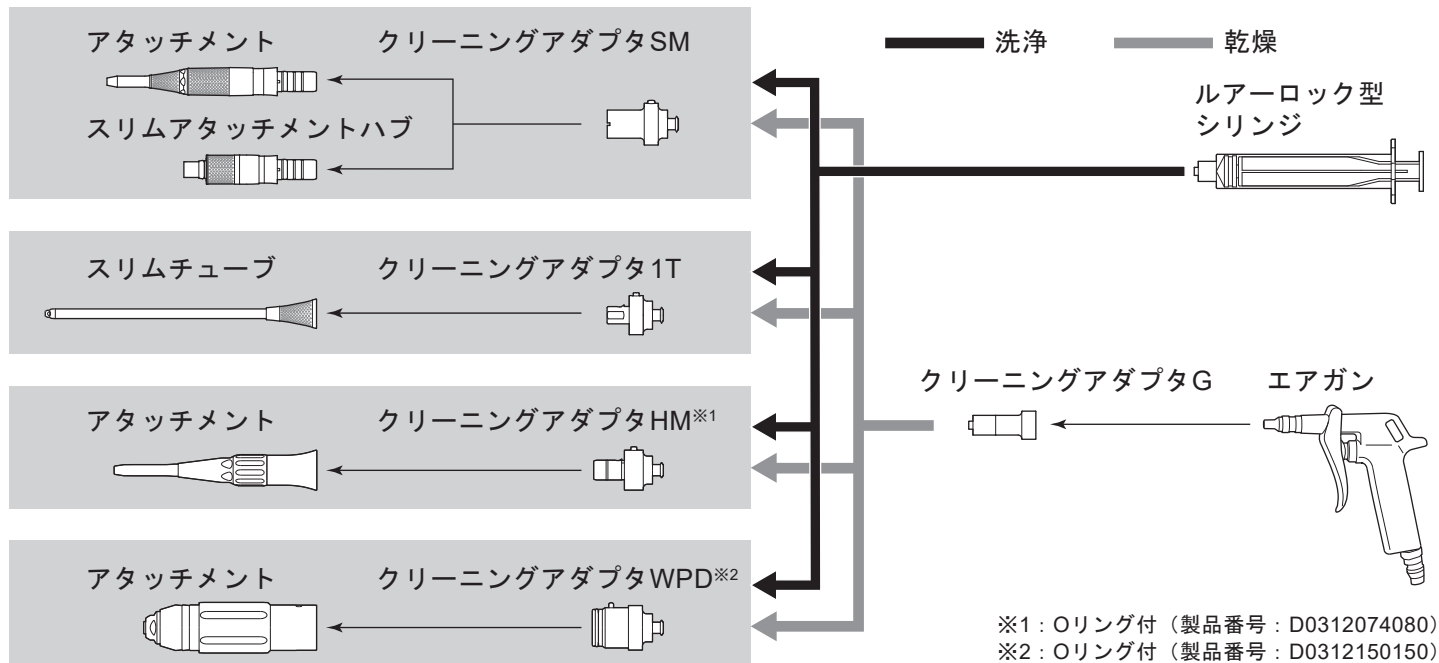 アタッチメント
クリーニングアダプタSM
スリムアタッチメントハブ
洗浄
乾燥
ルアーロック型
シリンジ
スリムチューブ
クリーニングアダプタ1T
アタッチメント
クリーニングアダプタHM※1
クリーニングアダプタG
エアガン
アタッチメント
クリーニングアダプタWPD※2
※1：Oリング付（製品番号：D0312074080）
※2：Oリング付（製品番号：D0312150150）